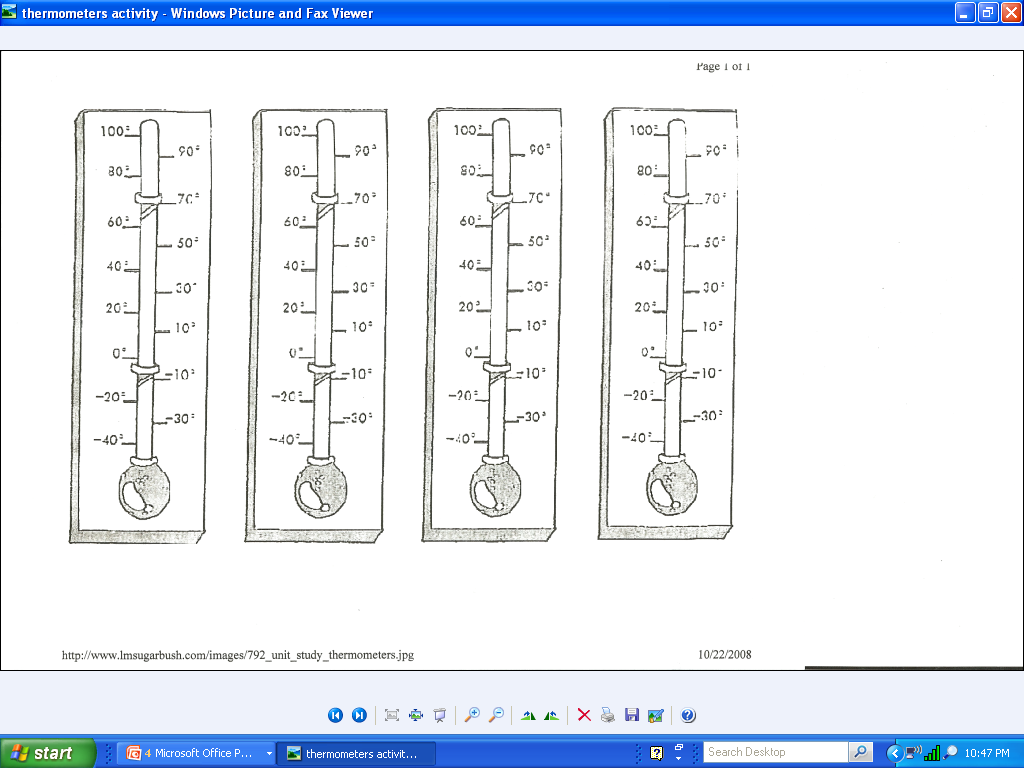 thermometers activity - Windows Picture and Fax Viewer
Page 1 of 1
100° 100° 100° 100°
90° 90° 90° 90°
80° 80° 80° 80°
70° 70° 70° 70°
60° 60° 60° 60°
50° 50° 50° 50°
40° 40° 40° 40°
30° 30° 30° 30°
20° 20° 20° 20°
10° 10° 10° 10°
0° 0° 0° 0°
-10° -10° -10° -10°
-20° -20° -20° -20°
-30° -30° -30° -30°
-40° -40° -40° -40°
http://www.lmsugarbush.com/images/792_unit_study_thermometers.jpg 10/22/2008
start 4 Microsoft Office P... thermometers activit... Search Desktop 10:47 PM